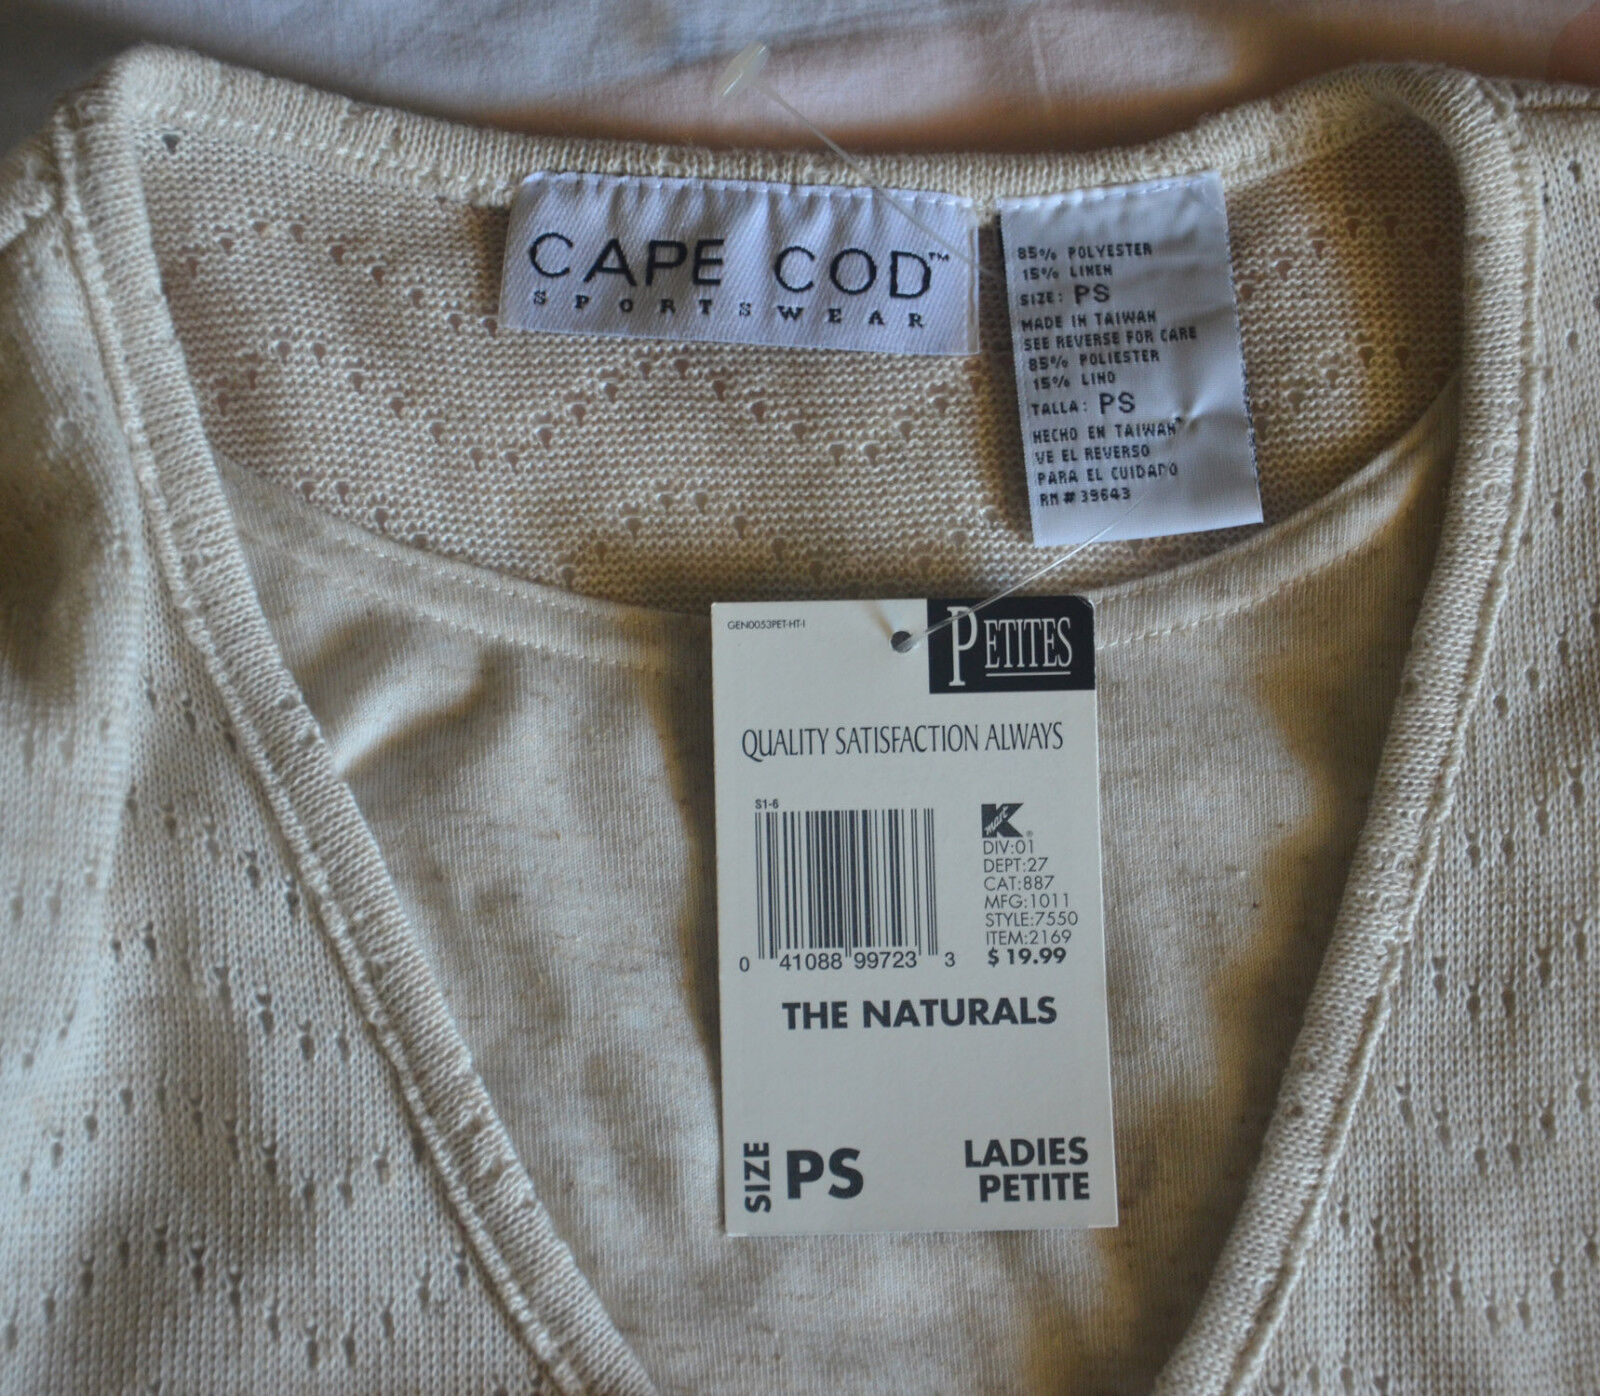 CAPE COD™
SPORTSWEAR
85% POLYESTER
15% LINEN
SIZE: PS
MADE IN TAIWAN
SEE REVERSE FOR CARE
85% POLIESTER
15% LINO
TALLA: PS
HECHO EN TAIWAN
VE EL REVERSO
PARA EL CUIDADO
RN# 39643
GEN0053PET-HT-I
PETITES
QUALITY SATISFACTION ALWAYS
S1-6
Kmart®
DIV:01
DEPT:27
CAT:887
MFG:1011
STYLE:7550
ITEM:2169
$19.99
0 41088 99723 3
THE NATURALS
SIZE PS
LADIES
PETITE